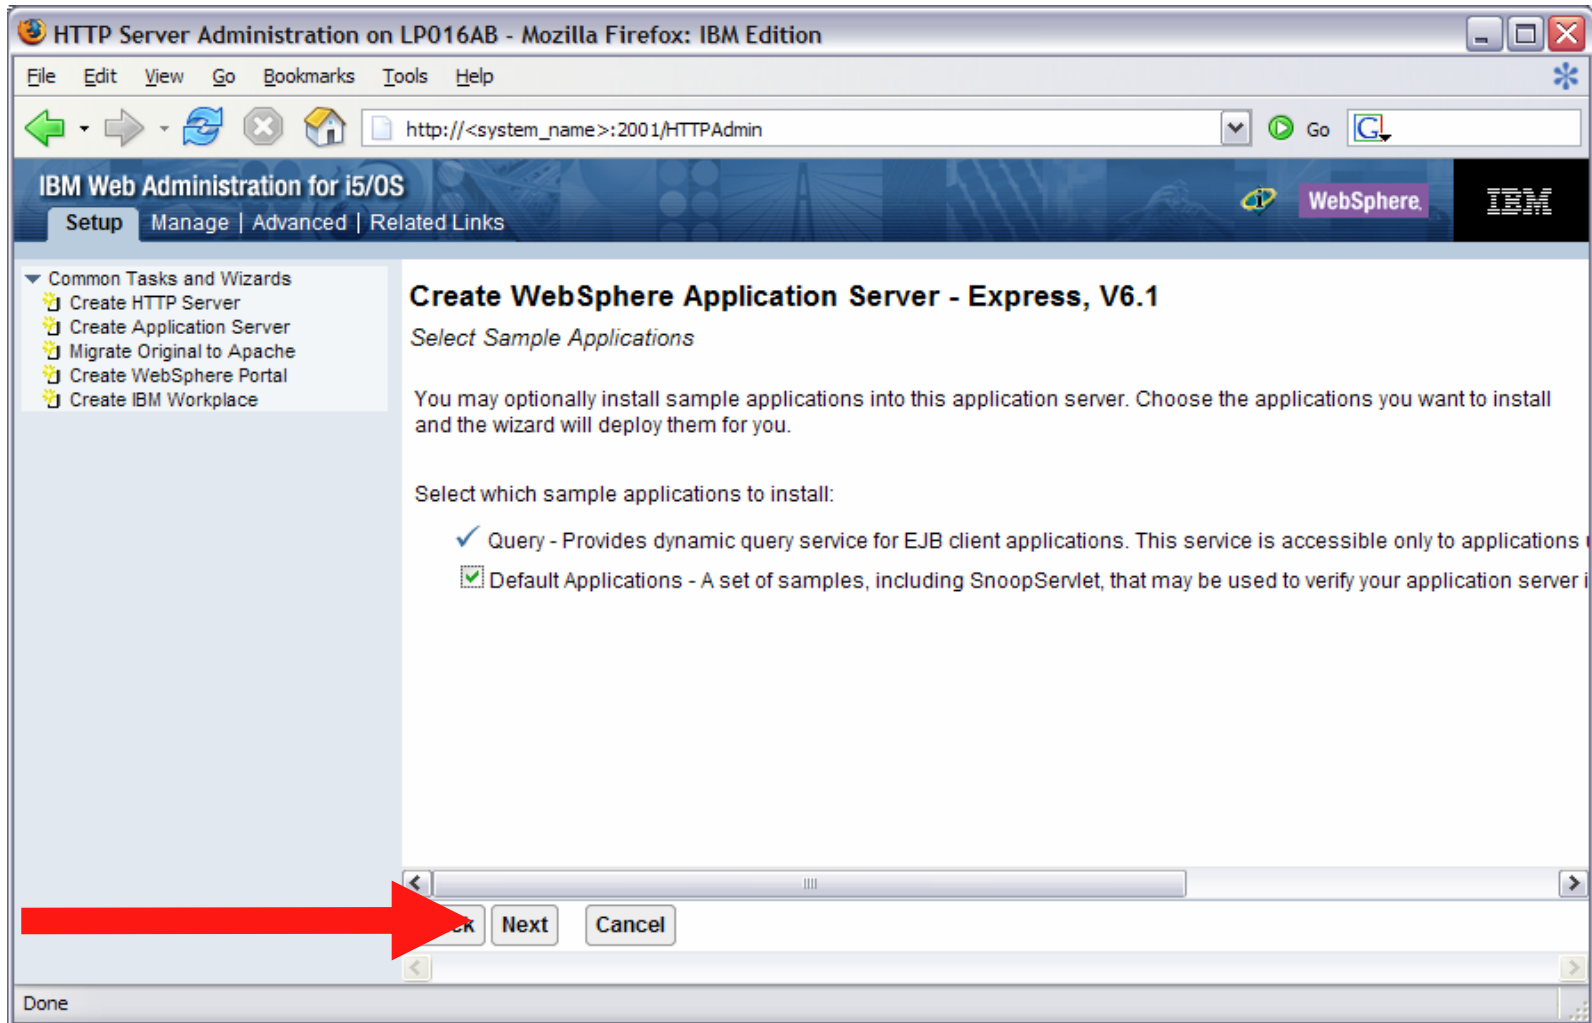 HTTP Server Administration on LP016AB - Mozilla Firefox: IBM Edition
File Edit View Go Bookmarks Tools Help
http://<system_name>:2001/HTTPAdmin Go G
IBM Web Administration for i5/OS
WebSphere. IBM
Setup Manage | Advanced | Related Links
Common Tasks and Wizards
Create HTTP Server
Create Application Server
Migrate Original to Apache
Create WebSphere Portal
Create IBM Workplace
Create WebSphere Application Server - Express, V6.1
Select Sample Applications
You may optionally install sample applications into this application server. Choose the applications you want to install
and the wizard will deploy them for you.
Select which sample applications to install:
Query - Provides dynamic query service for EJB client applications. This service is accessible only to applications
Default Applications - A set of samples, including SnoopServlet, that may be used to verify your application server
Next Cancel
Done